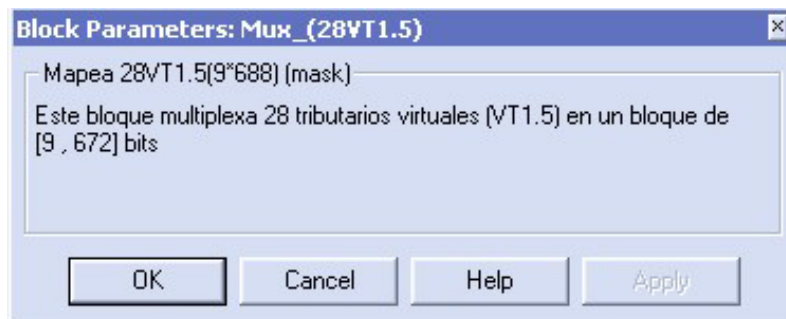 Block Parameters: Mux_(28VT1.5)
Mapea 28VT1.5(9*688) (mask)
Este bloque multiplexa 28 tributarios virtuales (VT1.5) en un bloque de
[9 , 672] bits
OK Cancel Help Apply